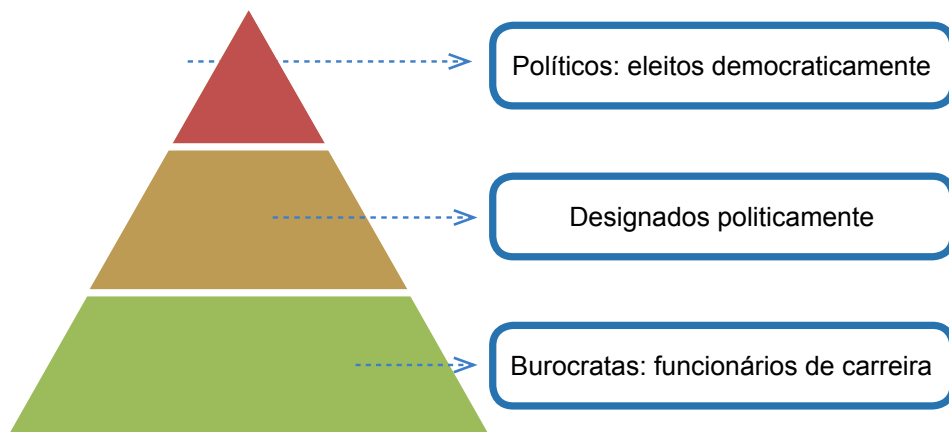 Políticos: eleitos democraticamente
Designados politicamente
Burocratas: funcionários de carreira